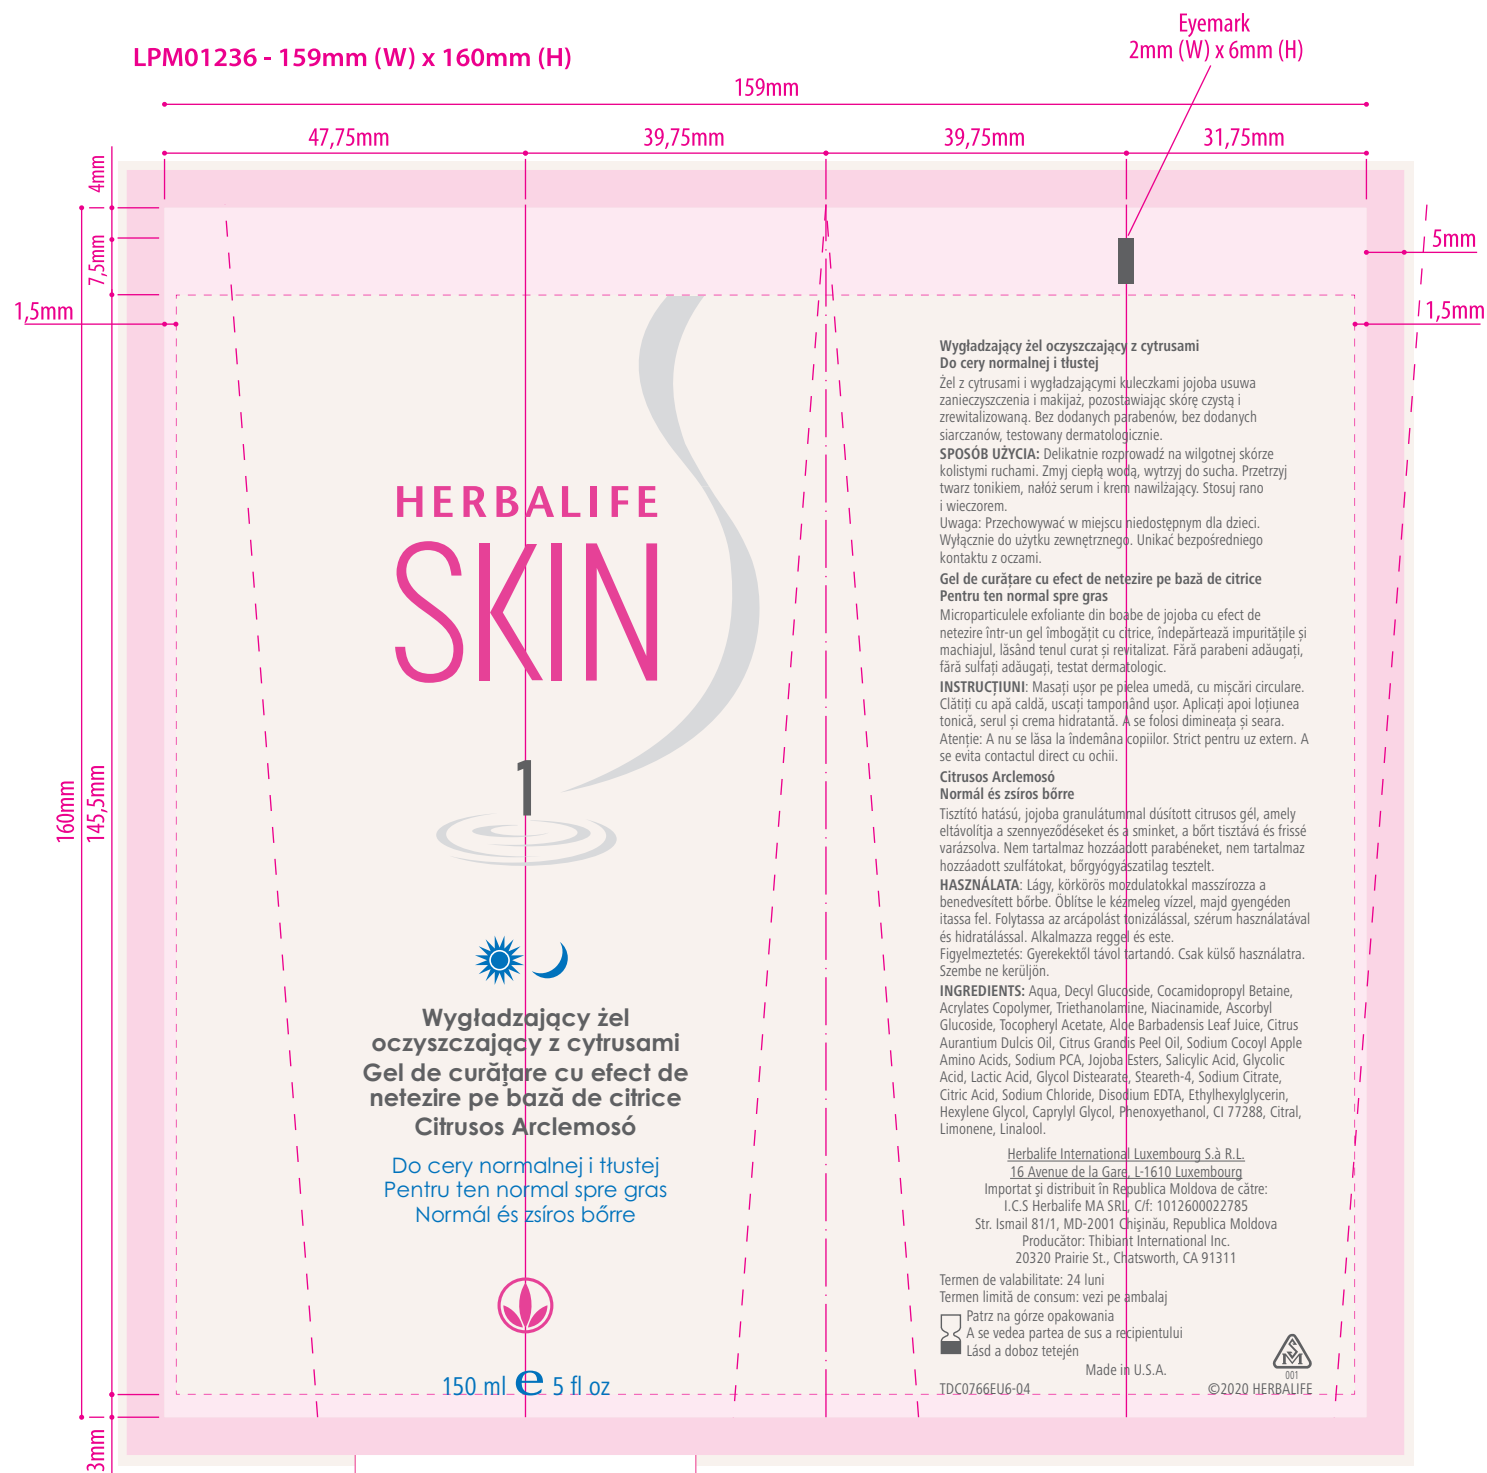 LPM01236 - 159mm (W) x 160mm (H)
Eyemark
2mm (W) x 6mm (H)
159mm
47,75mm
39,75mm
39,75mm
31,75mm
4mm
7,5mm
5mm
1,5mm
1,5mm
160mm
145,5mm
3mm
HERBALIFE
SKIN
1
Wygładzający żel
oczyszczający z cytrusami
Gel de curăţare cu efect de
netezire pe bază de citrice
Citrusos Arclemosó
Do cery normalnej i tłustej
Pentru ten normal spre gras
Normál és zsíros bőrre
150 ml e 5 fl oz
Wygładzający żel oczyszczający z cytrusami
Do cery normalnej i tłustej
Żel z cytrusami i wygładzającymi kuleczkami jojoba usuwa
zanieczyszczenia i makijaż, pozostawiając skórę czystą i
zrewitalizowaną. Bez dodanych parabenów, bez dodanych
siarczanów, testowany dermatologicznie.
SPOSÓB UŻYCIA: Delikatnie rozprowadź na wilgotnej skórze
kolistymi ruchami. Zmyj ciepłą wodą, wytrzyj do sucha. Przetrzyj
twarz tonikiem, nałóż serum i krem nawilżający. Stosuj rano
i wieczorem.
Uwaga: Przechowywać w miejscu niedostępnym dla dzieci.
Wyłącznie do użytku zewnętrznego. Unikać bezpośredniego
kontaktu z oczami.
Gel de curățare cu efect de netezire pe bază de citrice
Pentru ten normal spre gras
Microparticulele exfoliante din boabe de jojoba cu efect de
netezire într-un gel îmbogățit cu citrice, îndepărtează impuritățile și
machiajul, lăsând tenul curat și revitalizat. Fără parabeni adăugați,
fără sulfați adăugați, testat dermatologic.
INSTRUCȚIUNI: Masați ușor pe pielea umedă, cu mișcări circulare.
Clătiți cu apă caldă, uscați tamponând ușor. Aplicați apoi loțiunea
tonică, serul și crema hidratantă. A se folosi dimineața și seara.
Atenție: A nu se lăsa la îndemâna copiilor. Strict pentru uz extern. A
se evita contactul direct cu ochii.
Citrusos Arclemosó
Normál és zsíros bőrre
Tisztító hatású, jojoba granulátummal dúsított citrusos gél, amely
eltávolítja a szennyeződéseket és a sminket, a bőrt tisztává és frissé
varázsolva. Nem tartalmaz hozzáadott parabéneket, nem tartalmaz
hozzáadott szulfátokat, bőrgyógyászatilag tesztelt.
HASZNÁLATA: Lágy, körkörös mozdulatokkal masszírozza a
benedvesített bőrbe. Öblítse le kézmeleg vízzel, majd gyengéden
itassa fel. Folytassa az arcápolást tonizálással, szérum használatával
és hidratálással. Alkalmazza reggel és este.
Figyelmeztetés: Gyerekektől távol tartandó. Csak külső használatra.
Szembe ne kerüljön.
INGREDIENTS: Aqua, Decyl Glucoside, Cocamidopropyl Betaine,
Acrylates Copolymer, Triethanolamine, Niacinamide, Ascorbyl
Glucoside, Tocopheryl Acetate, Aloe Barbadensis Leaf Juice, Citrus
Aurantium Dulcis Oil, Citrus Grandis Peel Oil, Sodium Cocoyl Apple
Amino Acids, Sodium PCA, Jojoba Esters, Salicylic Acid, Glycolic
Acid, Lactic Acid, Glycol Distearate, Steareth-4, Sodium Citrate,
Citric Acid, Sodium Chloride, Disodium EDTA, Ethylhexylglycerin,
Hexylene Glycol, Caprylyl Glycol, Phenoxyethanol, CI 77288, Citral,
Limonene, Linalool.
Herbalife International Luxembourg S.à R.L.
16 Avenue de la Gare, L-1610 Luxembourg
Importat și distribuit în Republica Moldova de către:
I.C.S Herbalife MA SRL, C/f: 1012600022785
Str. Ismail 81/1, MD-2001 Chişinău, Republica Moldova
Producător: Thibiant International Inc.
20320 Prairie St., Chatsworth, CA 91311
Termen de valabilitate: 24 luni
Termen limită de consum: vezi pe ambalaj
Patrz na górze opakowania
A se vedea partea de sus a recipientului
Lásd a doboz tetején
Made in U.S.A.
SM
001
TDC0766EU6-04
©2020 HERBALIFE